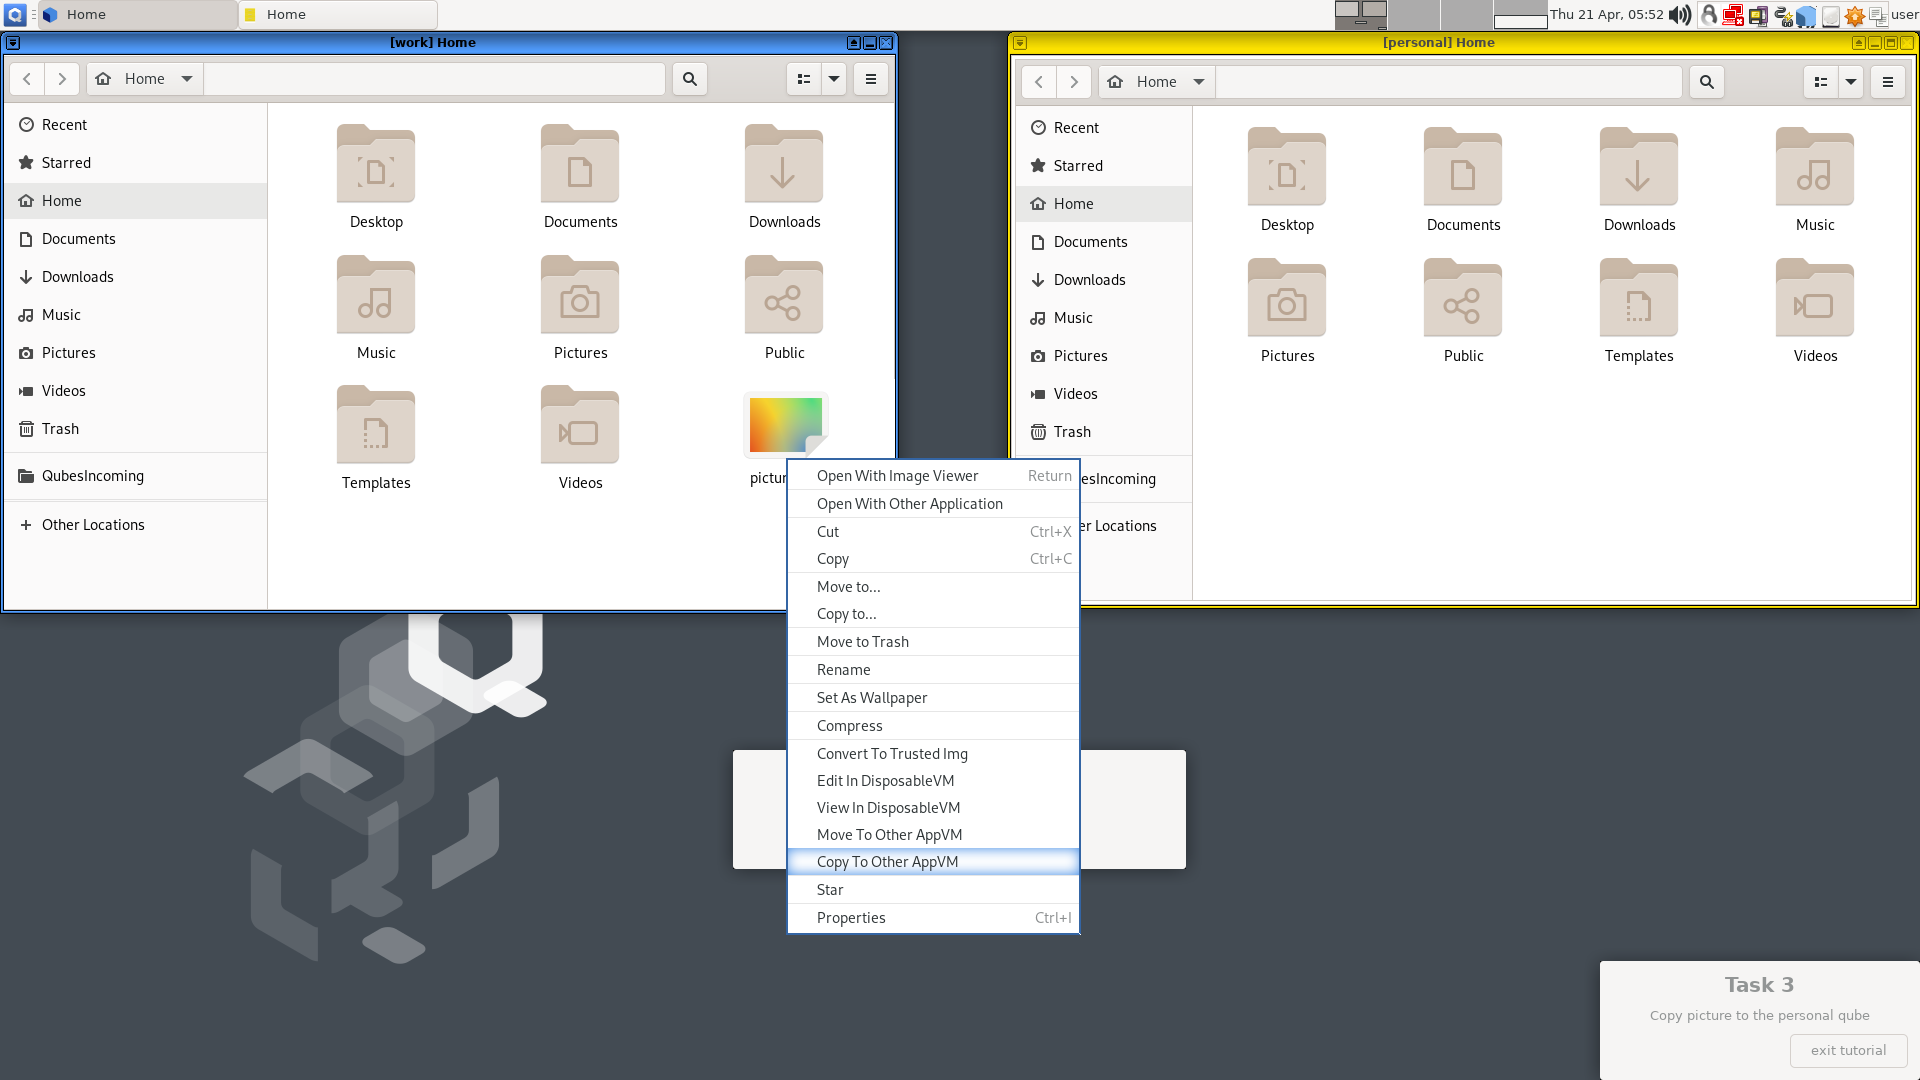 Home
Home
Thu 21 Apr, 05:52
user
[work] Home
Home
Recent
Starred
Home
Documents
Downloads
Music
Pictures
Videos
Trash
QubesIncoming
Other Locations
Desktop
Documents
Downloads
Music
Pictures
Public
Templates
Videos
pictur
Open With Image Viewer Return
Open With Other Application
Cut Ctrl+X
Copy Ctrl+C
Move to...
Copy to...
Move to Trash
Rename
Set As Wallpaper
Compress
Convert To Trusted Img
Edit In DisposableVM
View In DisposableVM
Move To Other AppVM
Copy To Other AppVM
Star
Properties Ctrl+I
[personal] Home
Home
Recent
Starred
Home
Documents
Downloads
Music
Pictures
Videos
Trash
esIncoming
er Locations
Desktop
Documents
Downloads
Music
Pictures
Public
Templates
Videos
Task 3
Copy picture to the personal qube
exit tutorial